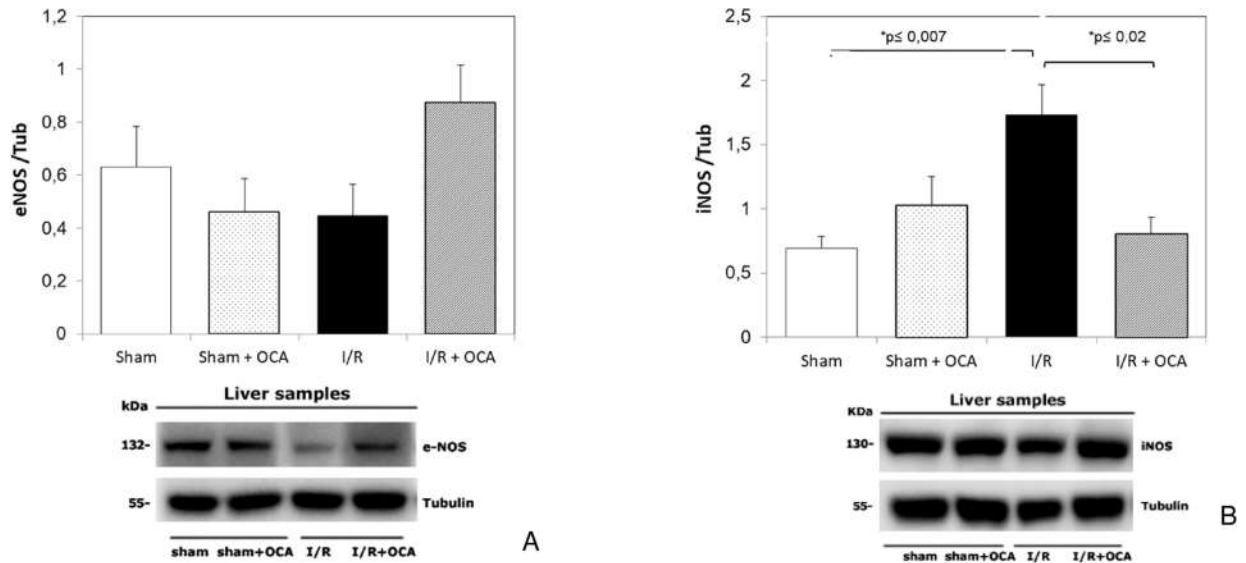 1,2
1
0,8
0,6
0,4
0,2
0
eNOS /Tub
Sham Sham + OCA I/R I/R + OCA
Liver samples
kDa
132- e-NOS
55- Tubulin
sham sham+OCA I/R I/R+OCA
A
2,5
2
1,5
1
0,5
0
iNOS /Tub
*p≤ 0,007 *p≤ 0,02
Sham Sham + OCA I/R I/R + OCA
Liver samples
KDa
130- iNOS
55- Tubulin
sham sham+OCA I/R I/R+OCA
B